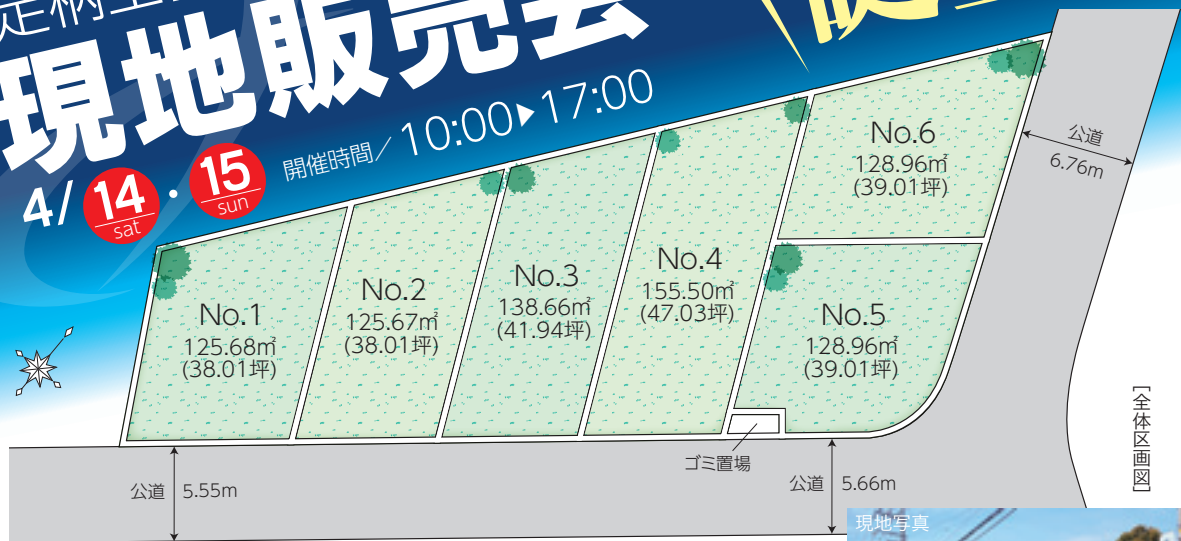 現地販売会
4/14 sat・15 sun
開催時間/10:00▶17:00
No.1
125.68㎡
(38.01坪)
No.2
125.67㎡
(38.01坪)
No.3
138.66㎡
(41.94坪)
No.4
155.50㎡
(47.03坪)
No.5
128.96㎡
(39.01坪)
No.6
128.96㎡
(39.01坪)
公道
6.76m
ゴミ置場
公道 5.55m
公道 5.66m
[全体区画図]
現地写真